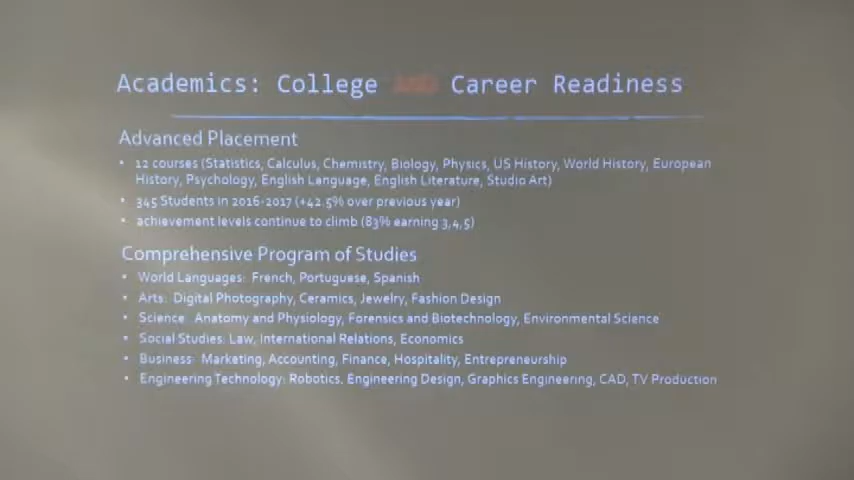 Academics: College AND Career Readiness
Advanced Placement
• 12 courses (Statistics, Calculus, Chemistry, Biology, Physics, US History, World History, European
History, Psychology, English Language, English Literature, Studio Art)
• 345 Students in 2016-2017 (+42.5% over previous year)
• achievement levels continue to climb (83% earning 3,4,5)
Comprehensive Program of Studies
• World Languages: French, Portuguese, Spanish
• Arts: Digital Photography, Ceramics, Jewelry, Fashion Design
• Science: Anatomy and Physiology, Forensics and Biotechnology, Environmental Science
• Social Studies: Law, International Relations, Economics
• Business: Marketing, Accounting, Finance, Hospitality, Entrepreneurship
• Engineering Technology: Robotics, Engineering Design, Graphics Engineering, CAD, TV Production